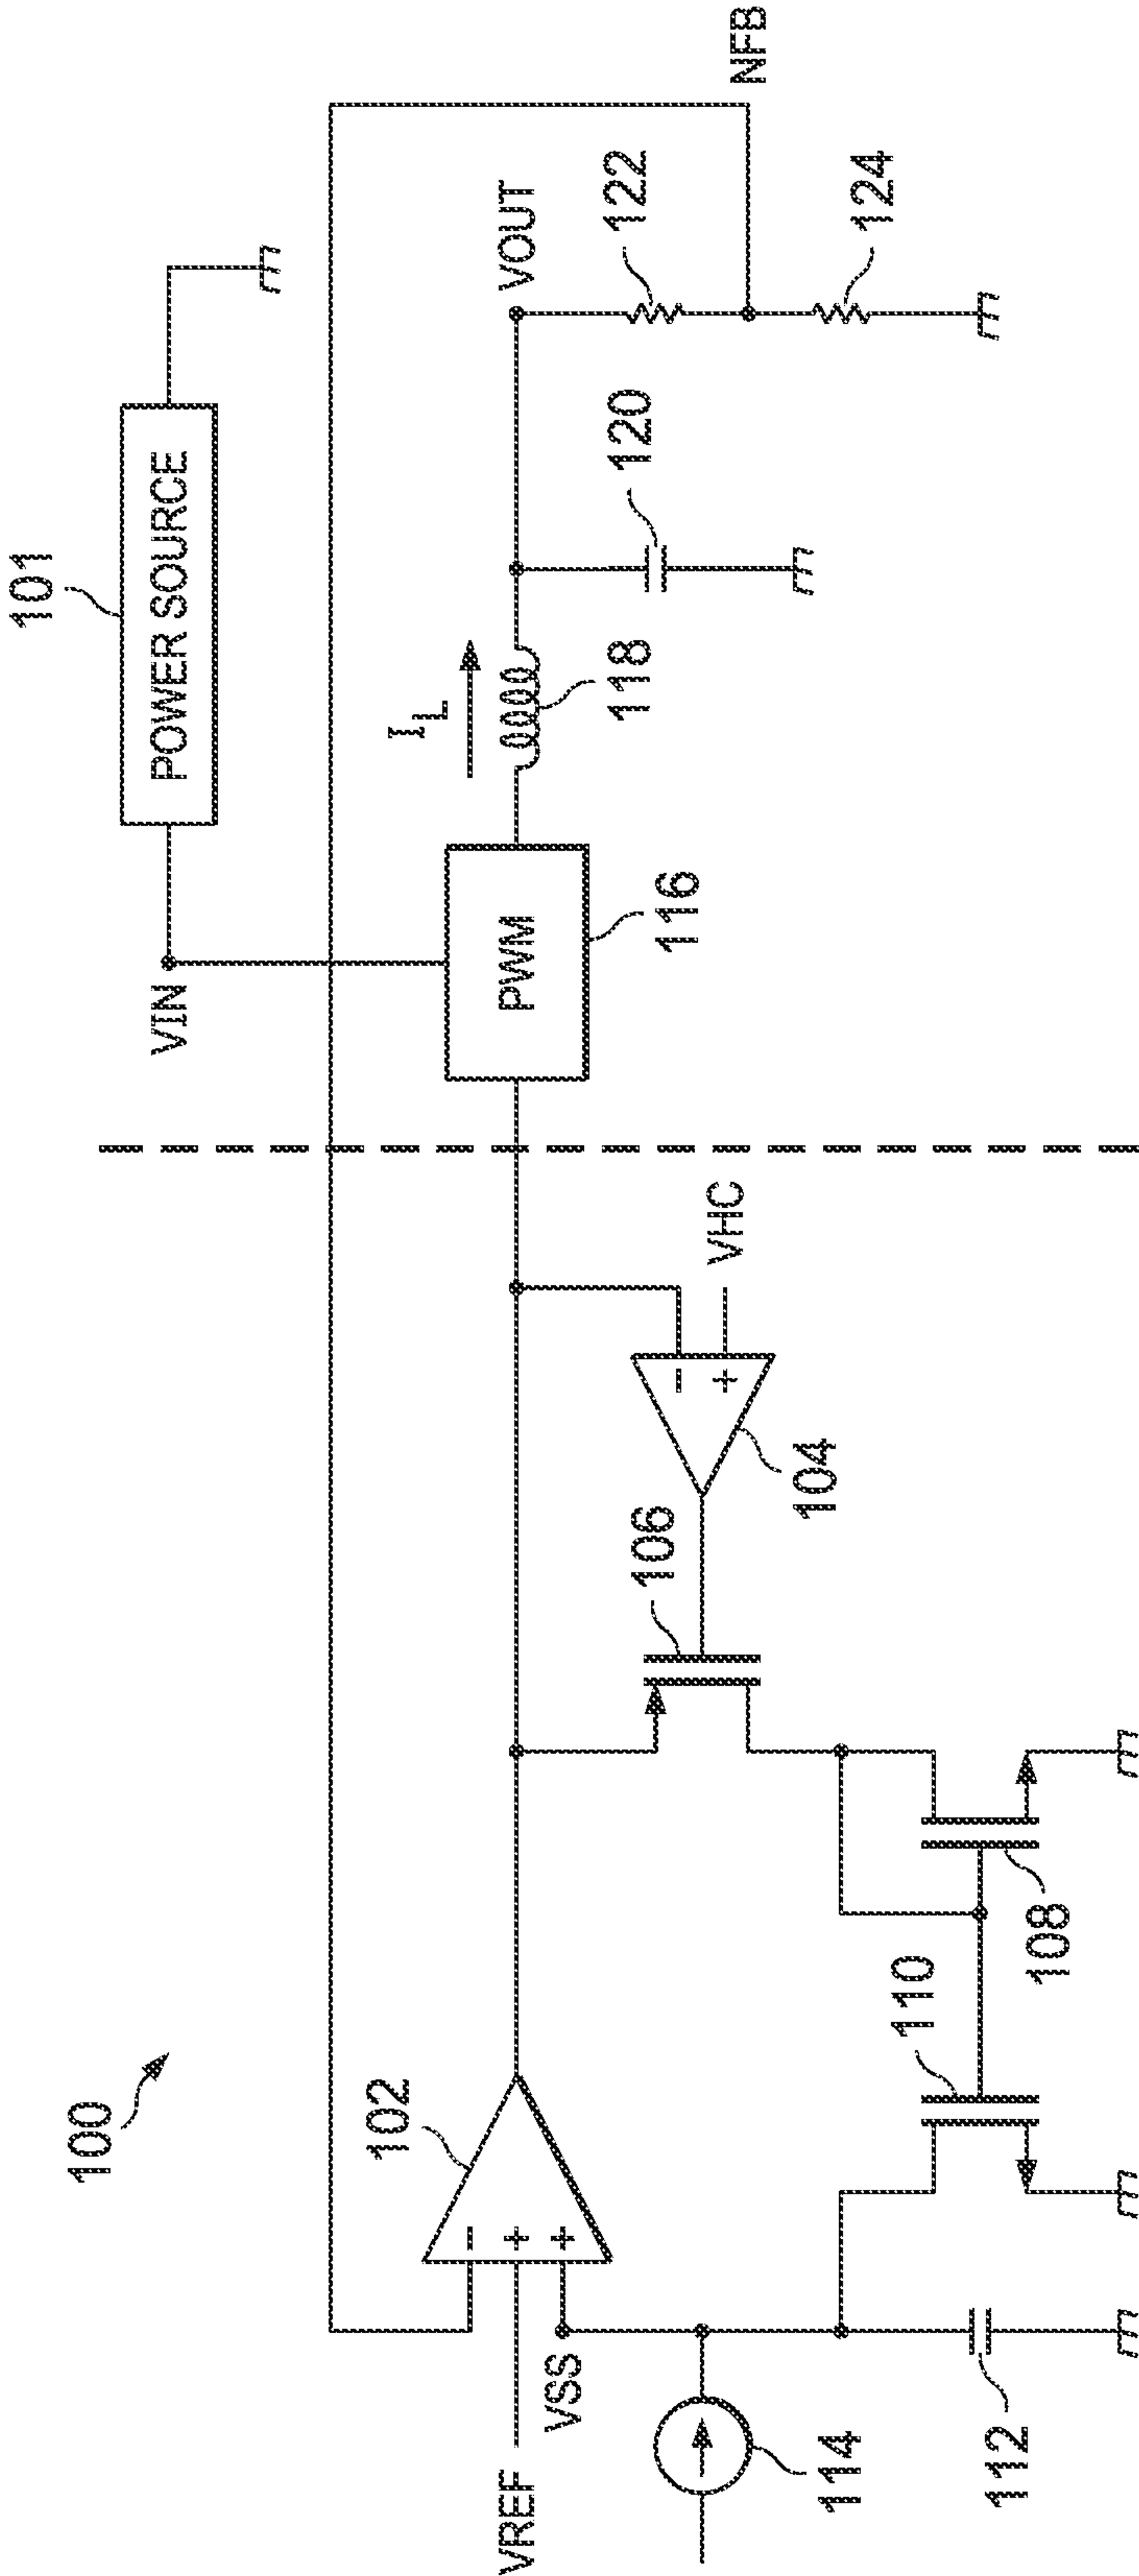 100
101
POWER SOURCE
VIN
NFB
VOUT
I_L
PWM
116
118
120
122
124
102
-
+
+
VREF
VSS
VHC
-
+
104
106
108
110
112
114